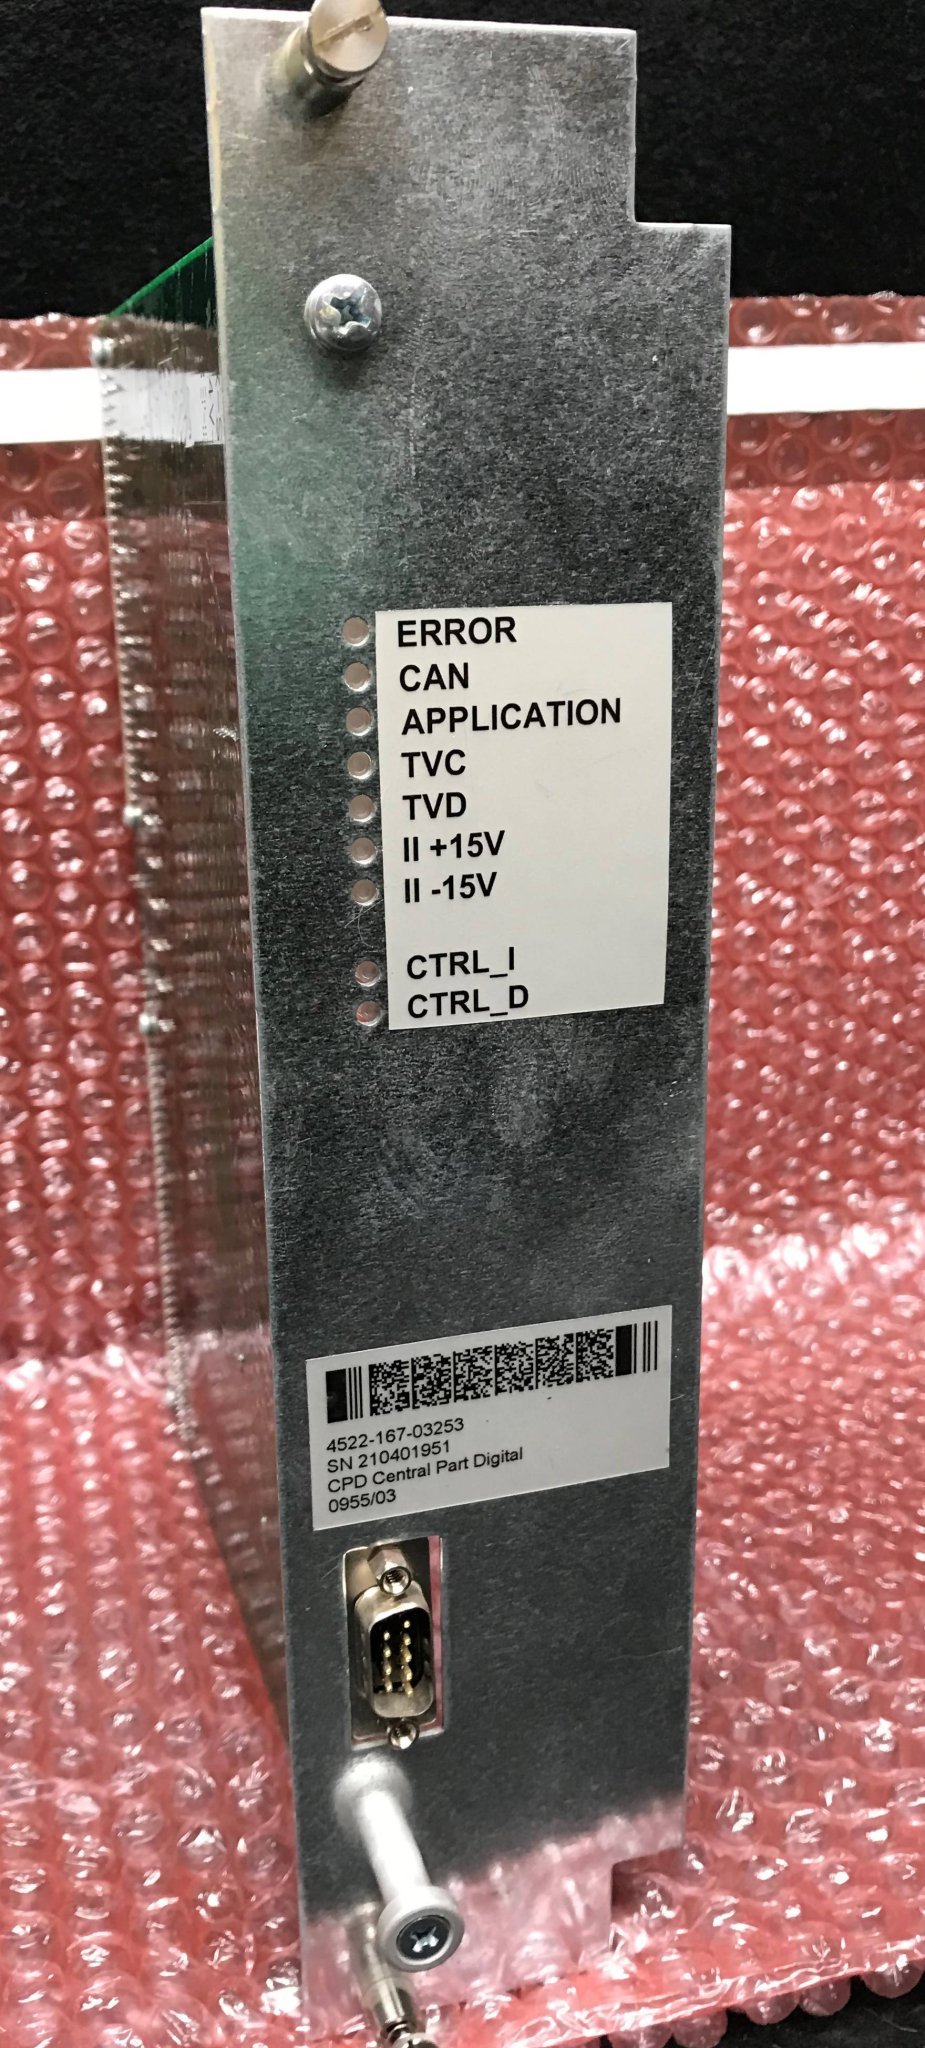 ERROR
CAN
APPLICATION
TVC
TVD
II +15V
II -15V
CTRL_I
CTRL_D
4522-167-03253
SN 210401951
CPD Central Part Digital
0955/03